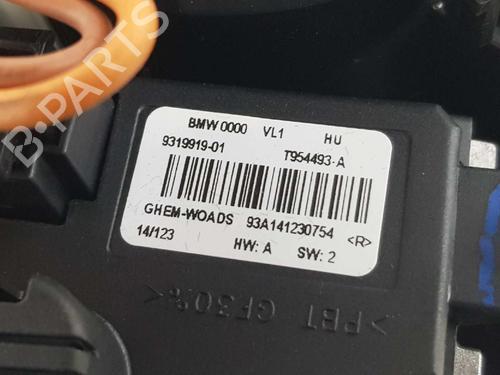 B-PARTS
BMW 0000 VL1 HU
9319919-01 T954493-A
GHEM-WOADS 93A141230754 <R>
14/123 HW: A SW: 2
>PBT GF30%<